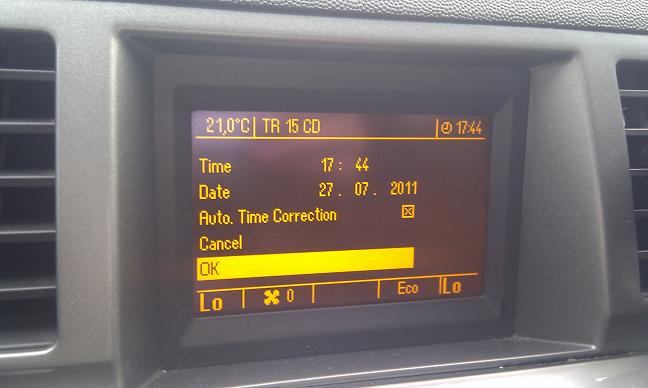 21,0°C TR 15 CD 17:44
Time 17 : 44
Date 27 . 07 . 2011
Auto. Time Correction
Cancel
OK
Lo 0 Eco Lo